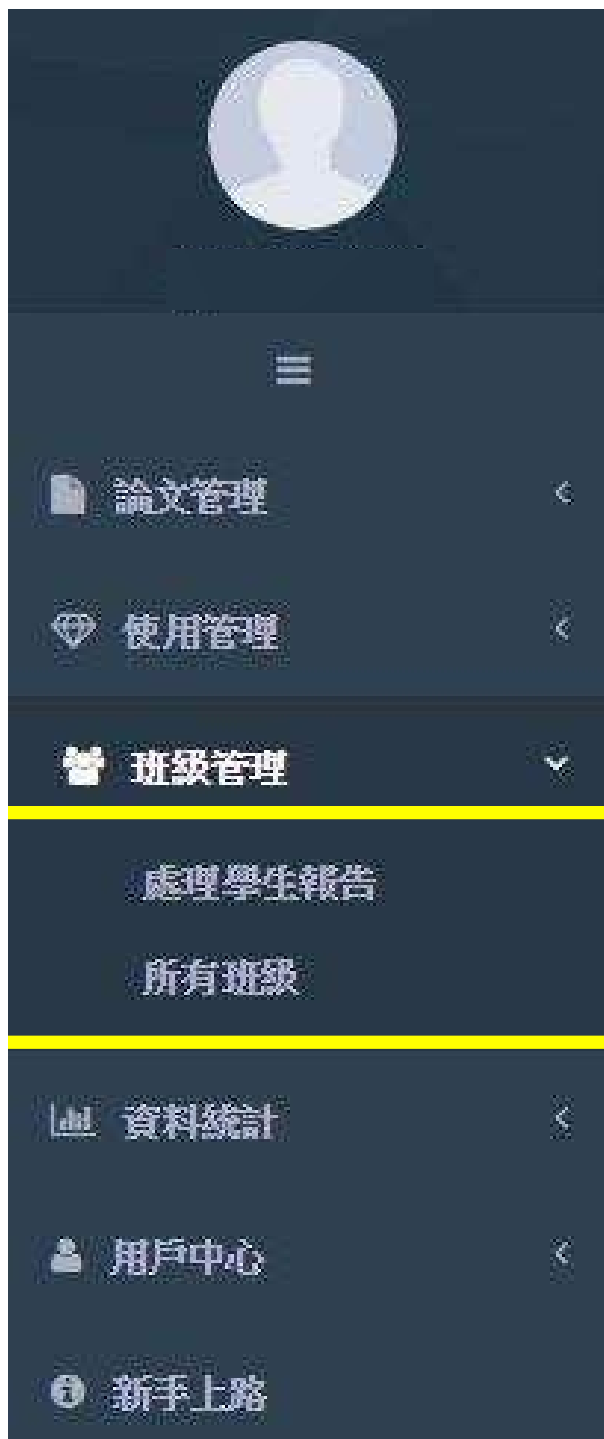 論文管理
使用管理
班級管理
處理學生報告
所有班級
資料統計
用戶中心
新手上路